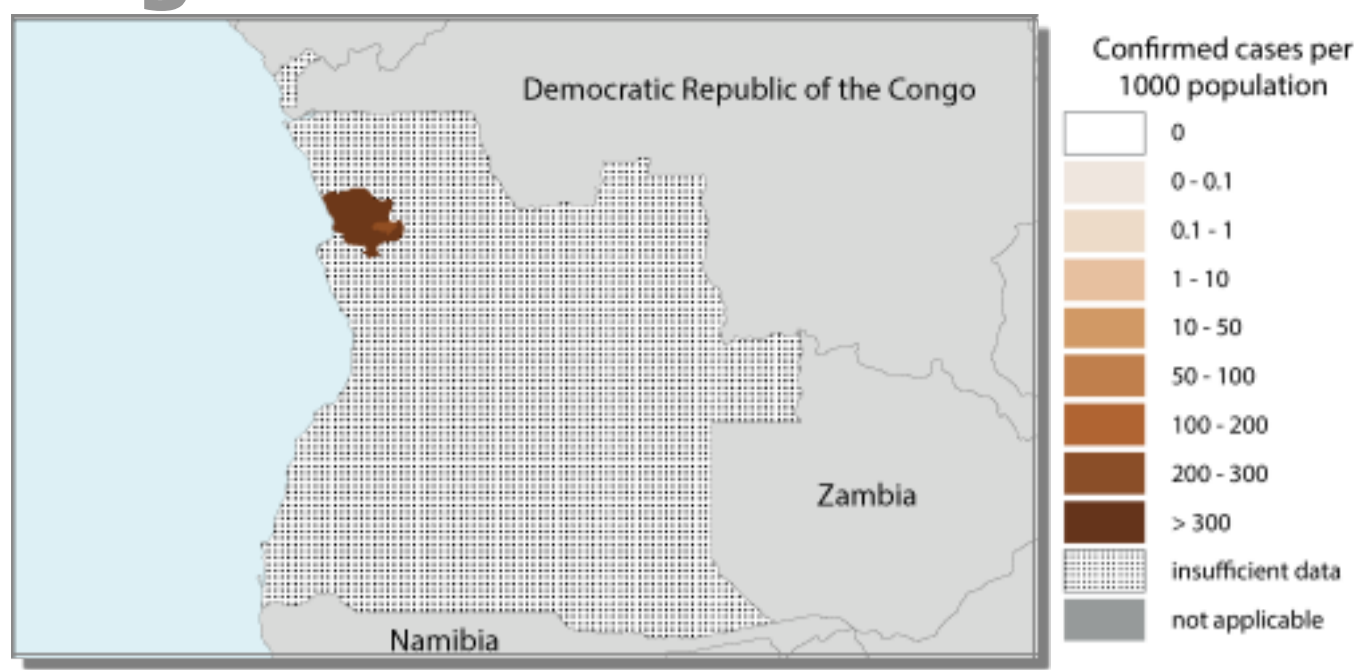 Democratic Republic of the Congo
Zambia
Namibia
Confirmed cases per
1000 population
0
0 - 0.1
0.1 - 1
1 - 10
10 - 50
50 - 100
100 - 200
200 - 300
> 300
insufficient data
not applicable